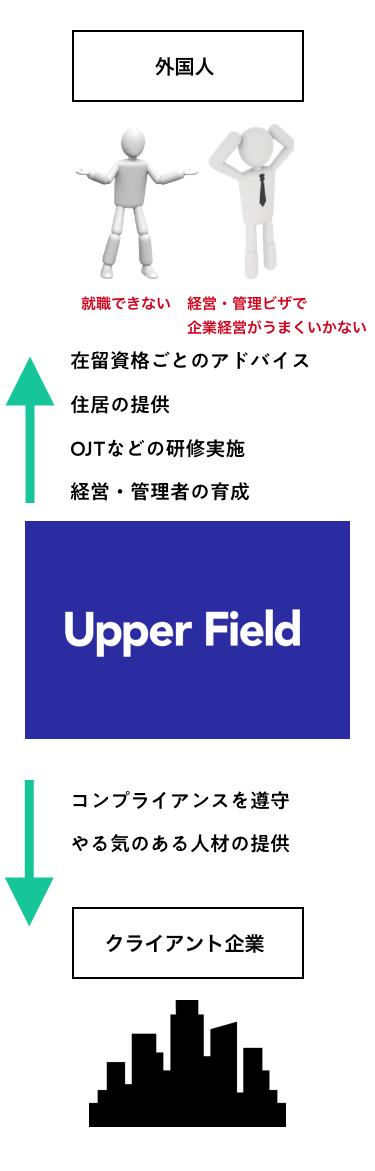 外国人
就職できない
経営・管理ビザで
企業経営がうまくいかない
在留資格ごとのアドバイス
住居の提供
OJTなどの研修実施
経営・管理者の育成
Upper Field
コンプライアンスを遵守
やる気のある人材の提供
クライアント企業